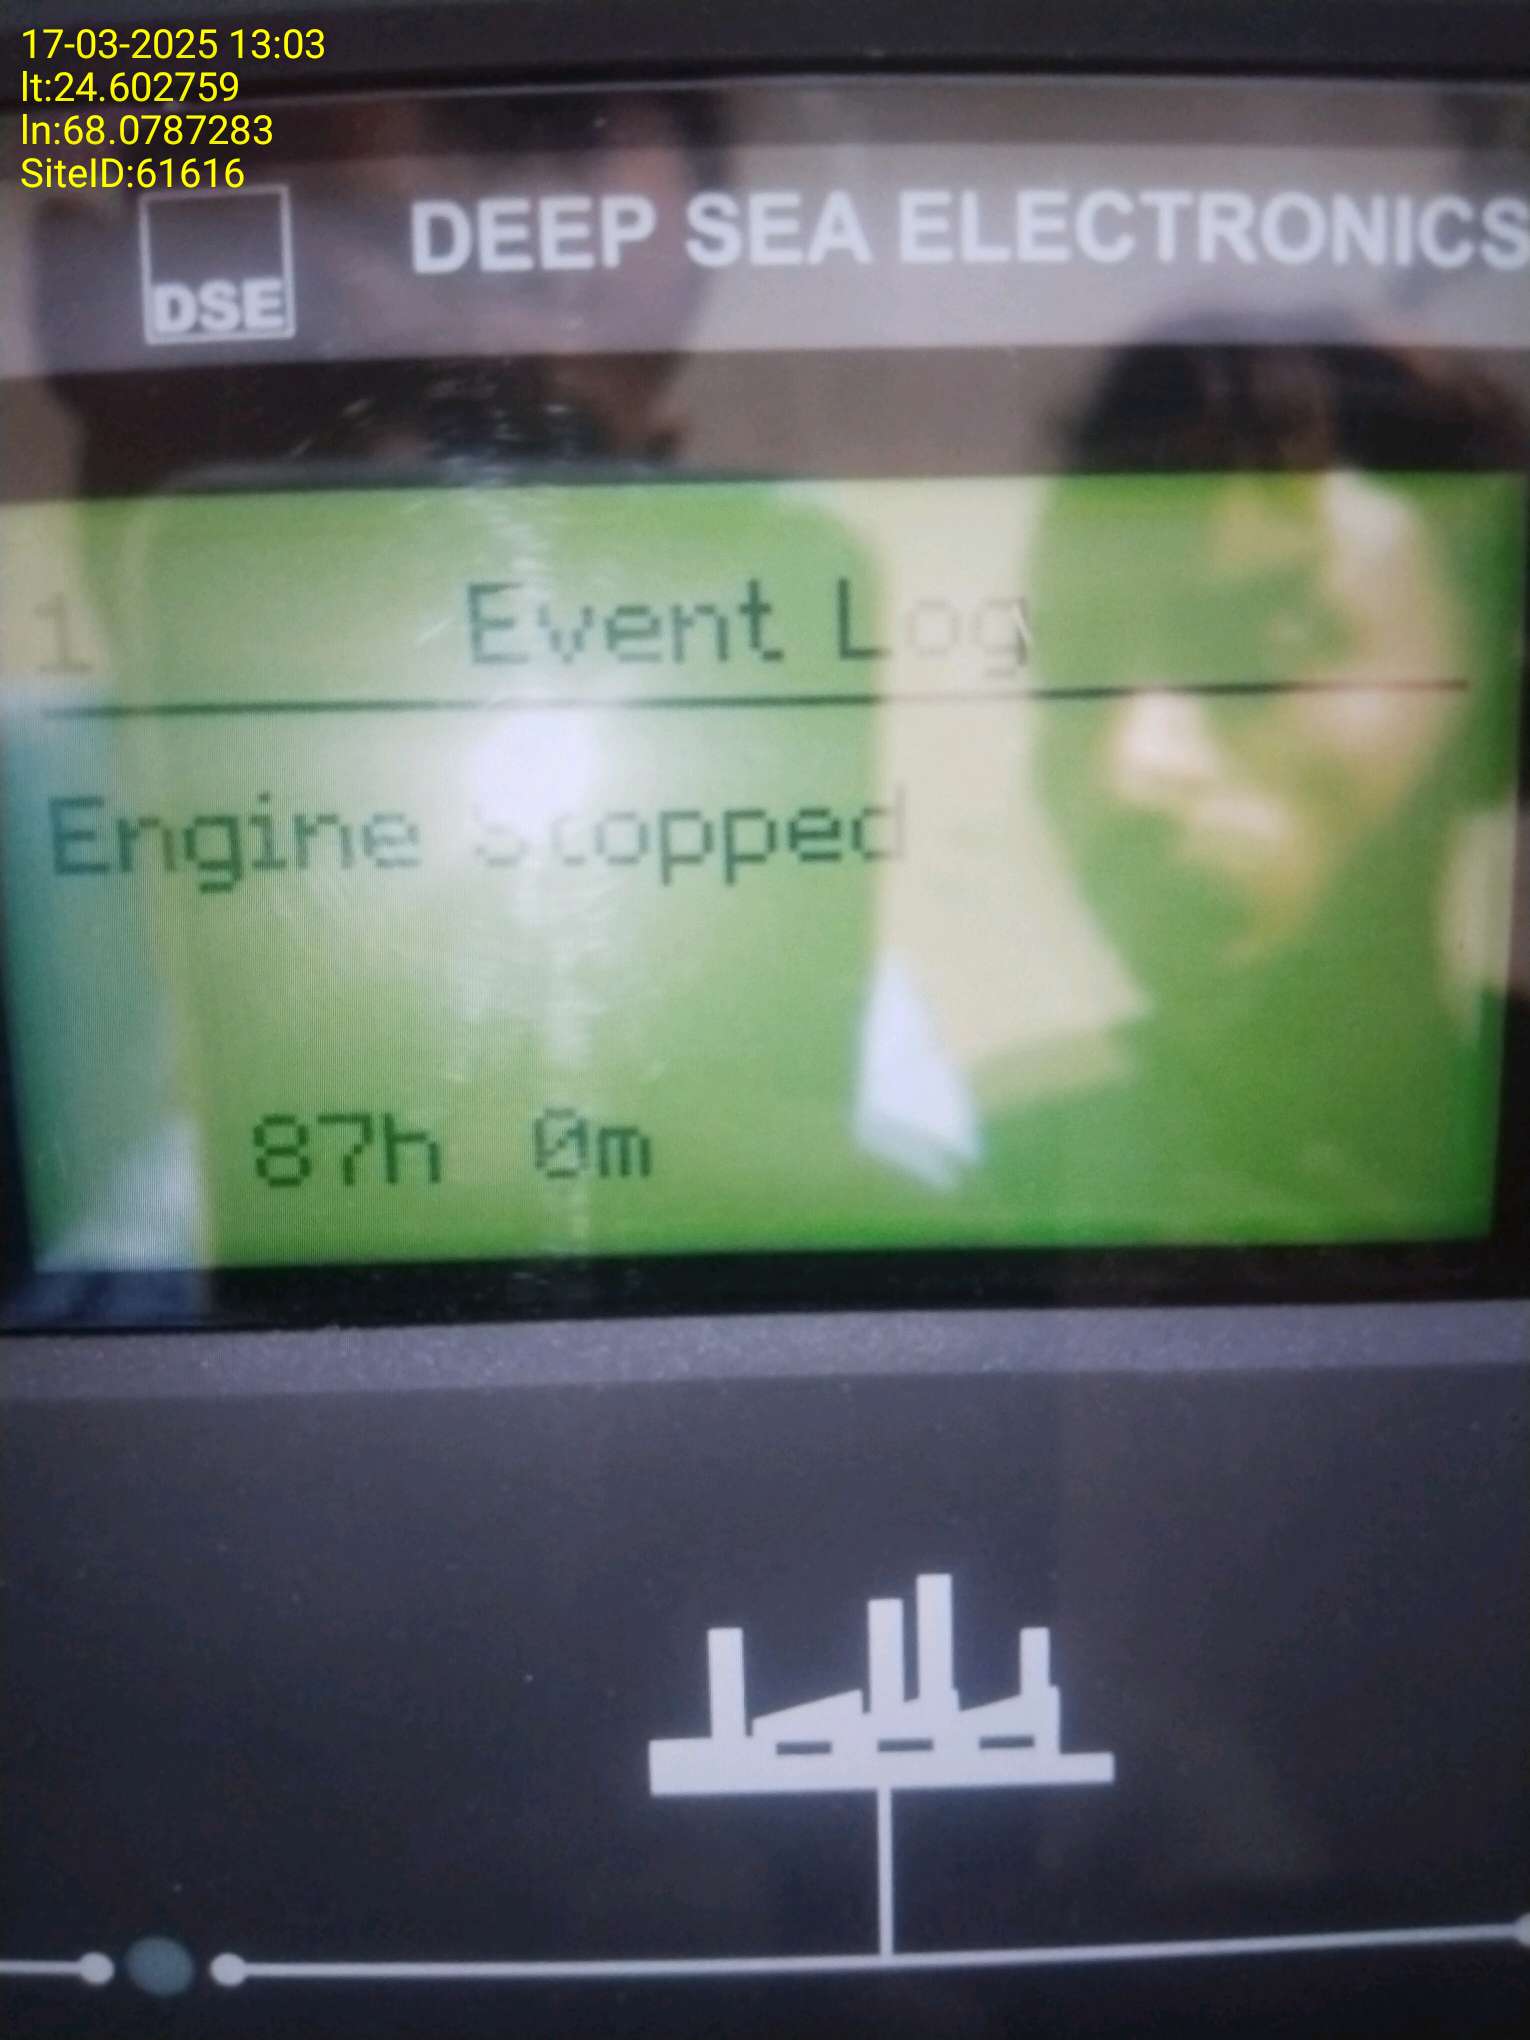 17-03-2025 13:03
lt:24.602759
ln:68.0787283
SiteID:61616
DSE
DEEP SEA ELECTRONICS
1 Event Log
Engine Stopped
87h 0m